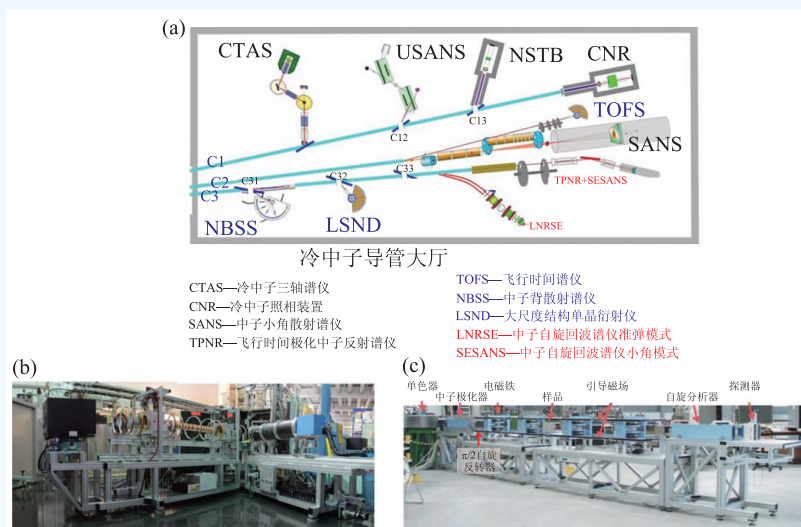 (a)
CTAS
USANS
NSTB
CNR
TOFS
SANS
C12
C13
C1
C2
C3
C31
C32
C33
TPNR+SESANS
NBSS
LSND
LNRSE
冷中子导管大厅
CTAS—冷中子三轴谱仪
CNR—冷中子照相装置
SANS—中子小角散射谱仪
TPNR—飞行时间极化中子反射谱仪
TOFS—飞行时间谱仪
NBSS—中子背散射谱仪
LSND—大尺度结构单晶衍射仪
LNRSE—中子自旋回波谱仪准弹模式
SESANS—中子自旋回波谱仪小角模式
(b)
(c)
单色器
中子极化器
电磁铁
样品
引导磁场
自旋分析器
探测器
π/2自旋
反转器